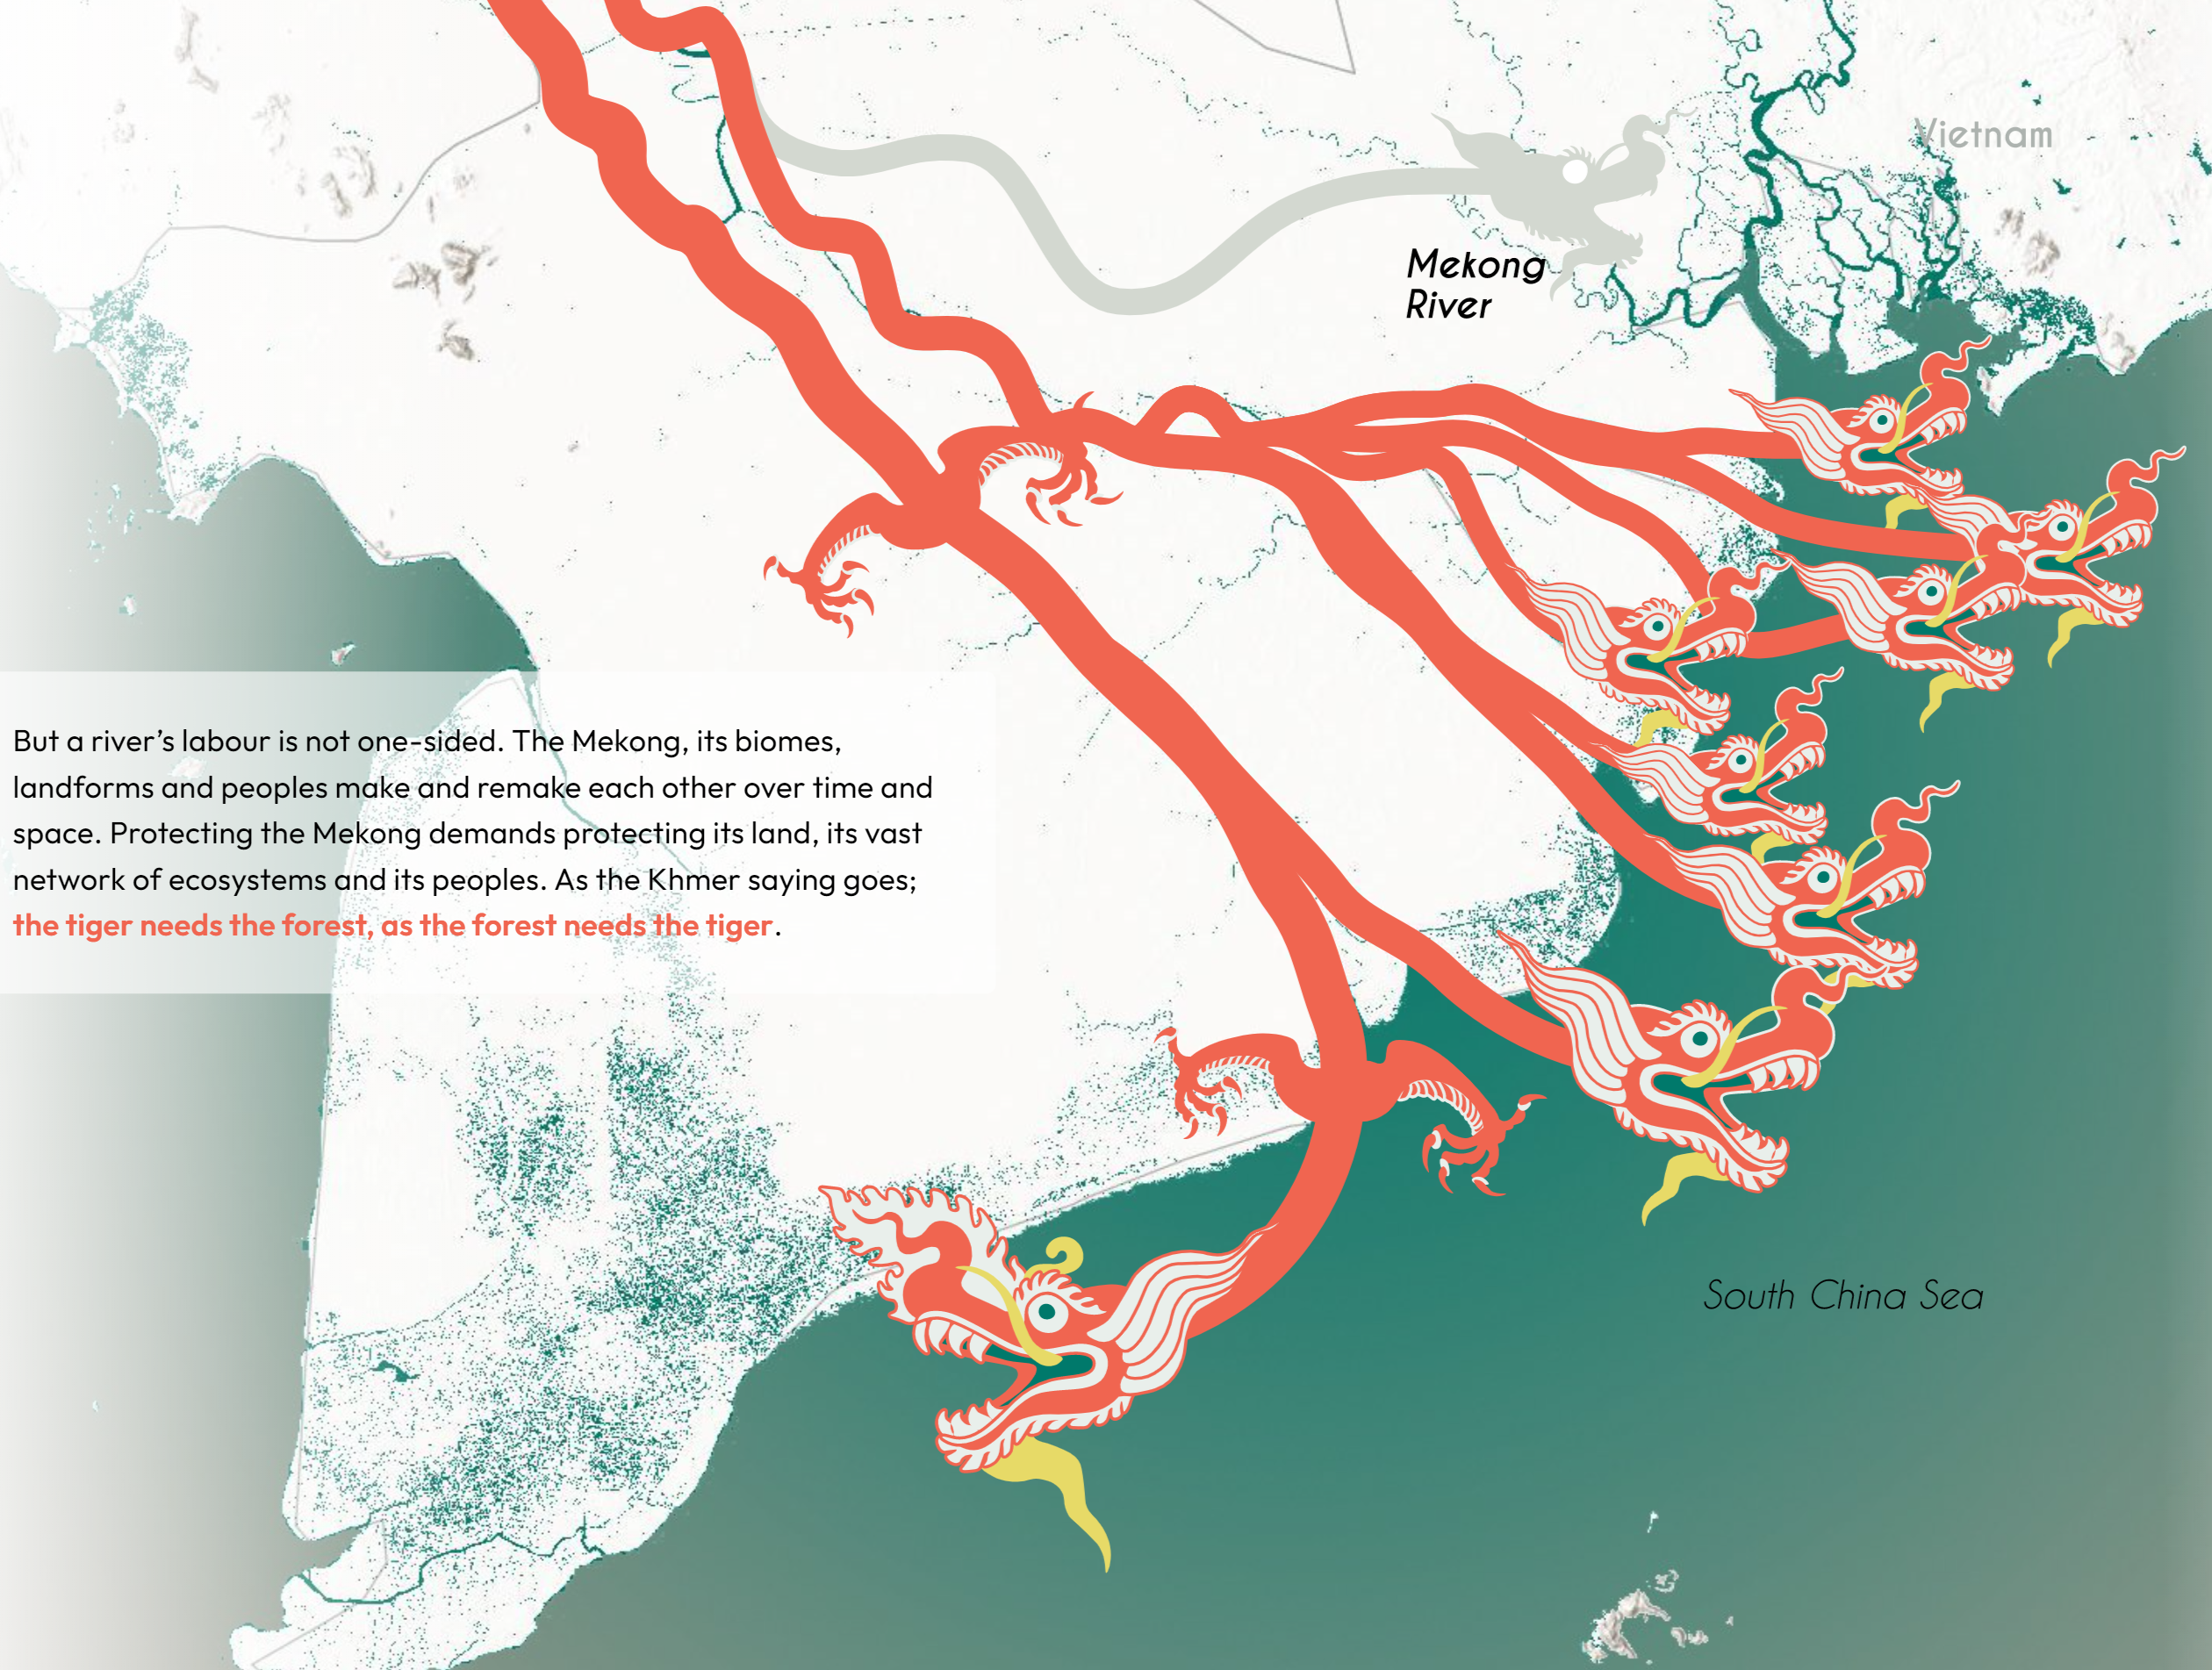 Vietnam
Mekong
River
But a river’s labour is not one-sided. The Mekong, its biomes,
landforms and peoples make and remake each other over time and
space. Protecting the Mekong demands protecting its land, its vast
network of ecosystems and its peoples. As the Khmer saying goes;
the tiger needs the forest, as the forest needs the tiger.
South China Sea